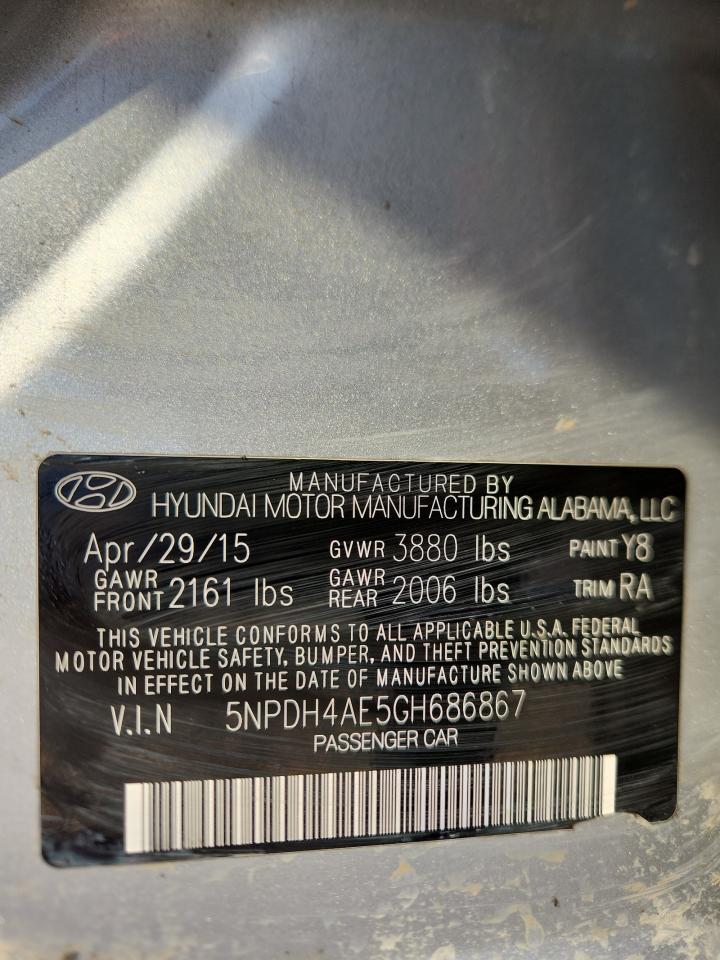 MANUFACTURED BY
HYUNDAI MOTOR MANUFACTURING ALABAMA, LLC
Apr/29/15 GVWR 3880 lbs PAINT Y8
GAWR FRONT 2161 lbs GAWR REAR 2006 lbs TRIM RA
THIS VEHICLE CONFORMS TO ALL APPLICABLE U.S.A. FEDERAL
MOTOR VEHICLE SAFETY, BUMPER, AND THEFT PREVENTION STANDARDS
IN EFFECT ON THE DATE OF MANUFACTURE SHOWN ABOVE
V.I.N 5NPDH4AE5GH686867
PASSENGER CAR